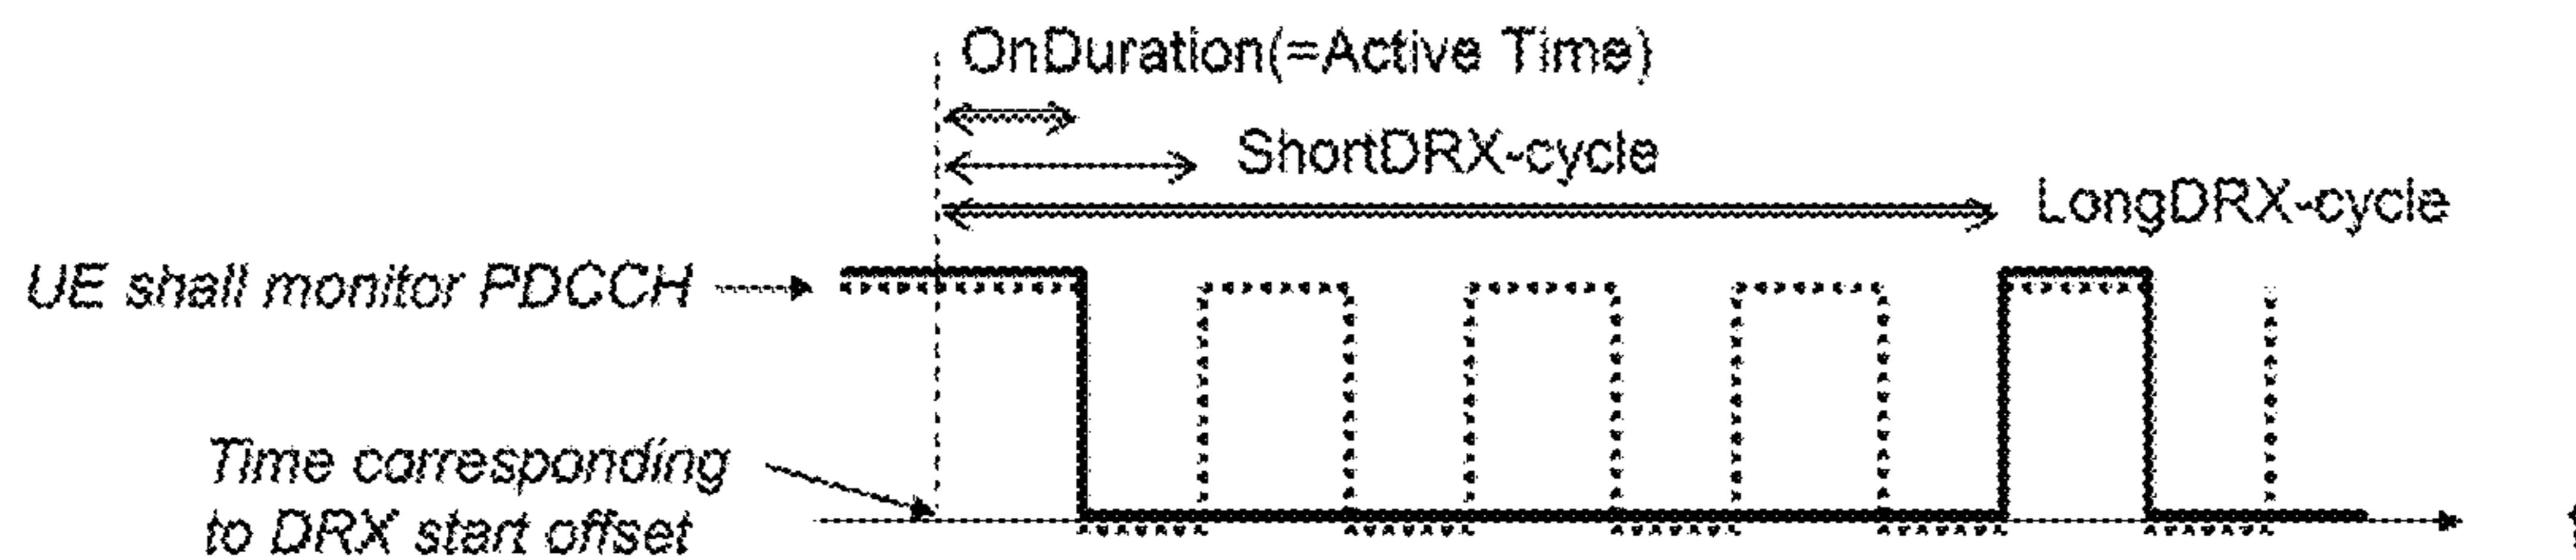 OnDuration(=Active Time)
ShortDRX-cycle
LongDRX-cycle
UE shall monitor PDCCH
Time corresponding
to DRX start offset